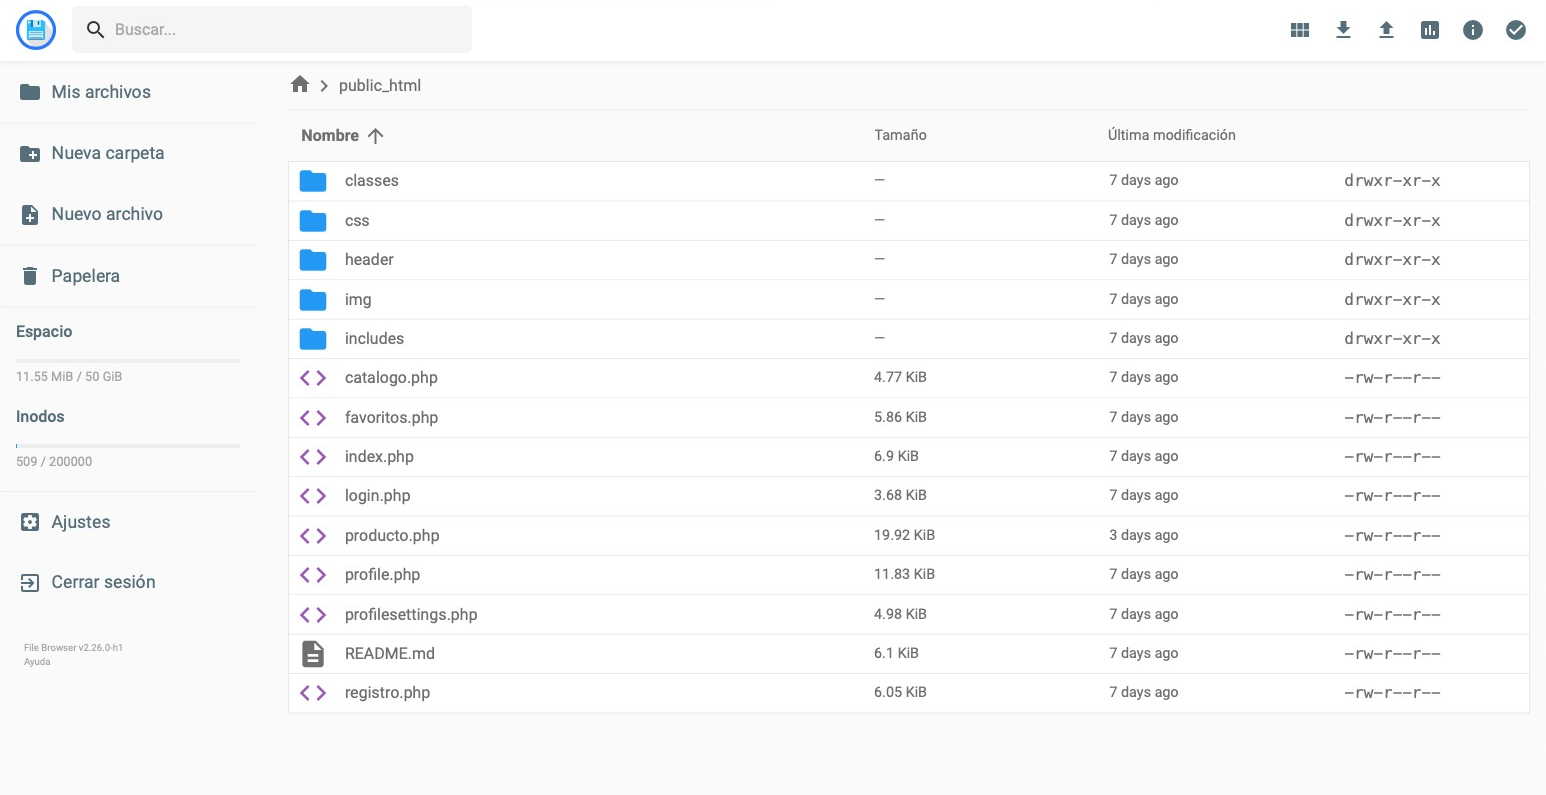 Buscar...
Mis archivos
Nueva carpeta
Nuevo archivo
Papelera
Espacio
11.55 MiB / 50 GiB
Inodos
509 / 200000
Ajustes
Cerrar sesión
File Browser v2.26.0-h1
Ayuda
public_html
Nombre Tamaño Última modificación
classes — 7 days ago drwxr-xr-x
css — 7 days ago drwxr-xr-x
header — 7 days ago drwxr-xr-x
img — 7 days ago drwxr-xr-x
includes — 7 days ago drwxr-xr-x
catalogo.php 4.77 KiB 7 days ago -rw-r--r--
favoritos.php 5.86 KiB 7 days ago -rw-r--r--
index.php 6.9 KiB 7 days ago -rw-r--r--
login.php 3.68 KiB 7 days ago -rw-r--r--
producto.php 19.92 KiB 3 days ago -rw-r--r--
profile.php 11.83 KiB 7 days ago -rw-r--r--
profilesettings.php 4.98 KiB 7 days ago -rw-r--r--
README.md 6.1 KiB 7 days ago -rw-r--r--
registro.php 6.05 KiB 7 days ago -rw-r--r--